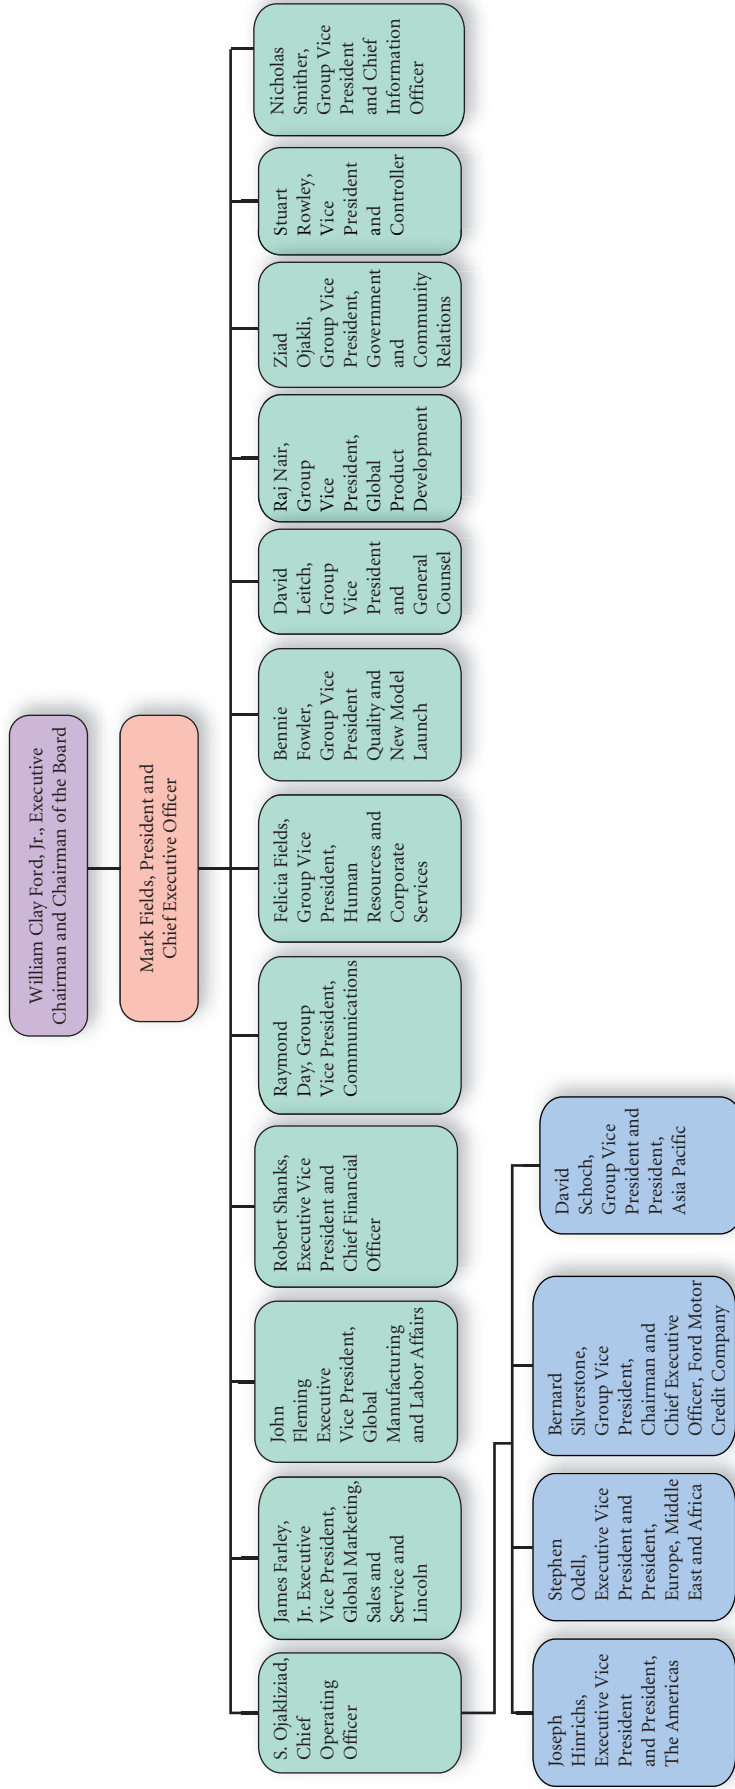 William Clay Ford, Jr., Executive
Chairman and Chairman of the Board
Mark Fields, President and
Chief Executive Officer
S. Ojakliziad,
Chief
Operating
Officer
James Farley,
Jr. Executive
Vice President,
Global Marketing,
Sales and
Service and
Lincoln
John
Fleming
Executive
Vice President,
Global
Manufacturing
and Labor Affairs
Robert Shanks,
Executive Vice
President and
Chief Financial
Officer
Raymond
Day, Group
Vice President,
Communications
Felicia Fields,
Group Vice
President,
Human
Resources and
Corporate
Services
Bennie
Fowler,
Group Vice
President
Quality and
New Model
Launch
David
Leitch,
Group
Vice
President
and
General
Counsel
Raj Nair,
Group
Vice
President,
Global
Product
Development
Ziad
Ojakli,
Group Vice
President,
Government
and
Community
Relations
Stuart
Rowley,
Vice
President
and
Controller
Nicholas
Smither,
Group Vice
President
and Chief
Information
Officer
Joseph
Hinrichs,
Executive Vice
President
and President,
The Americas
Stephen
Odell,
Executive Vice
President and
President,
Europe, Middle
East and Africa
Bernard
Silverstone,
Group Vice
President,
Chairman and
Chief Executive
Officer, Ford Motor
Credit Company
David
Schoch,
Group Vice
President and
President,
Asia Pacific